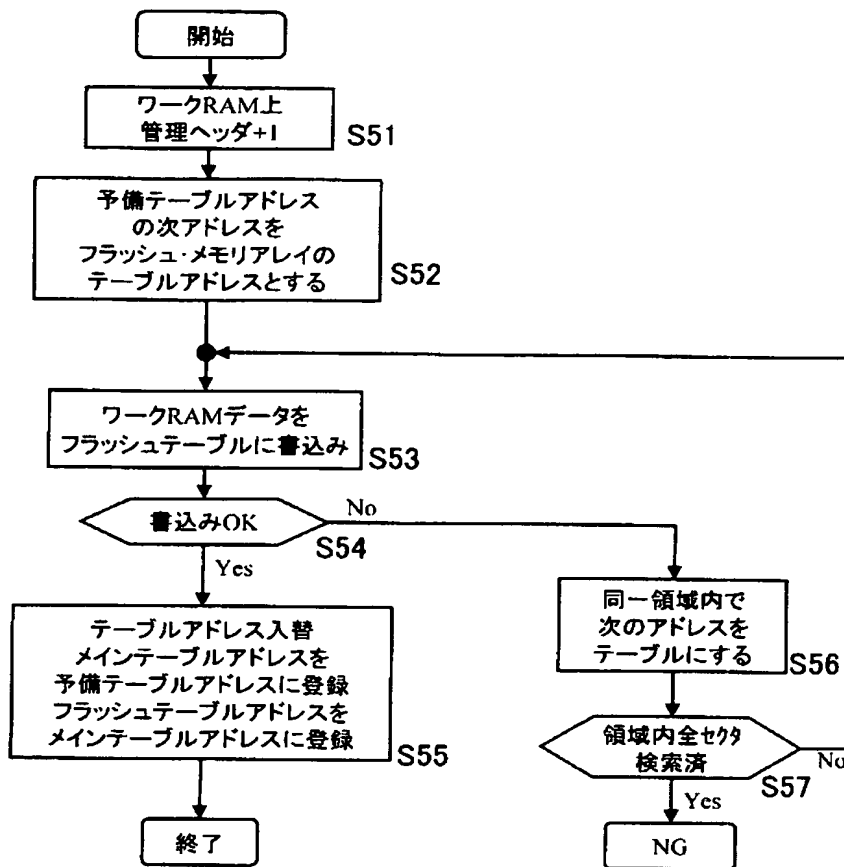 開始
ワークRAM上
管理ヘッダ+1
S51
予備テーブルアドレス
の次アドレスを
フラッシュ・メモリアレイの
テーブルアドレスとする
S52
ワークRAMデータを
フラッシュテーブルに書込み
S53
書込みOK
No
S54
Yes
テーブルアドレス入替
メインテーブルアドレスを
予備テーブルアドレスに登録
フラッシュテーブルアドレスを
メインテーブルアドレスに登録
S55
終了
同一領域内で
次のアドレスを
テーブルにする
S56
領域内全セクタ
検索済
No
S57
Yes
NG